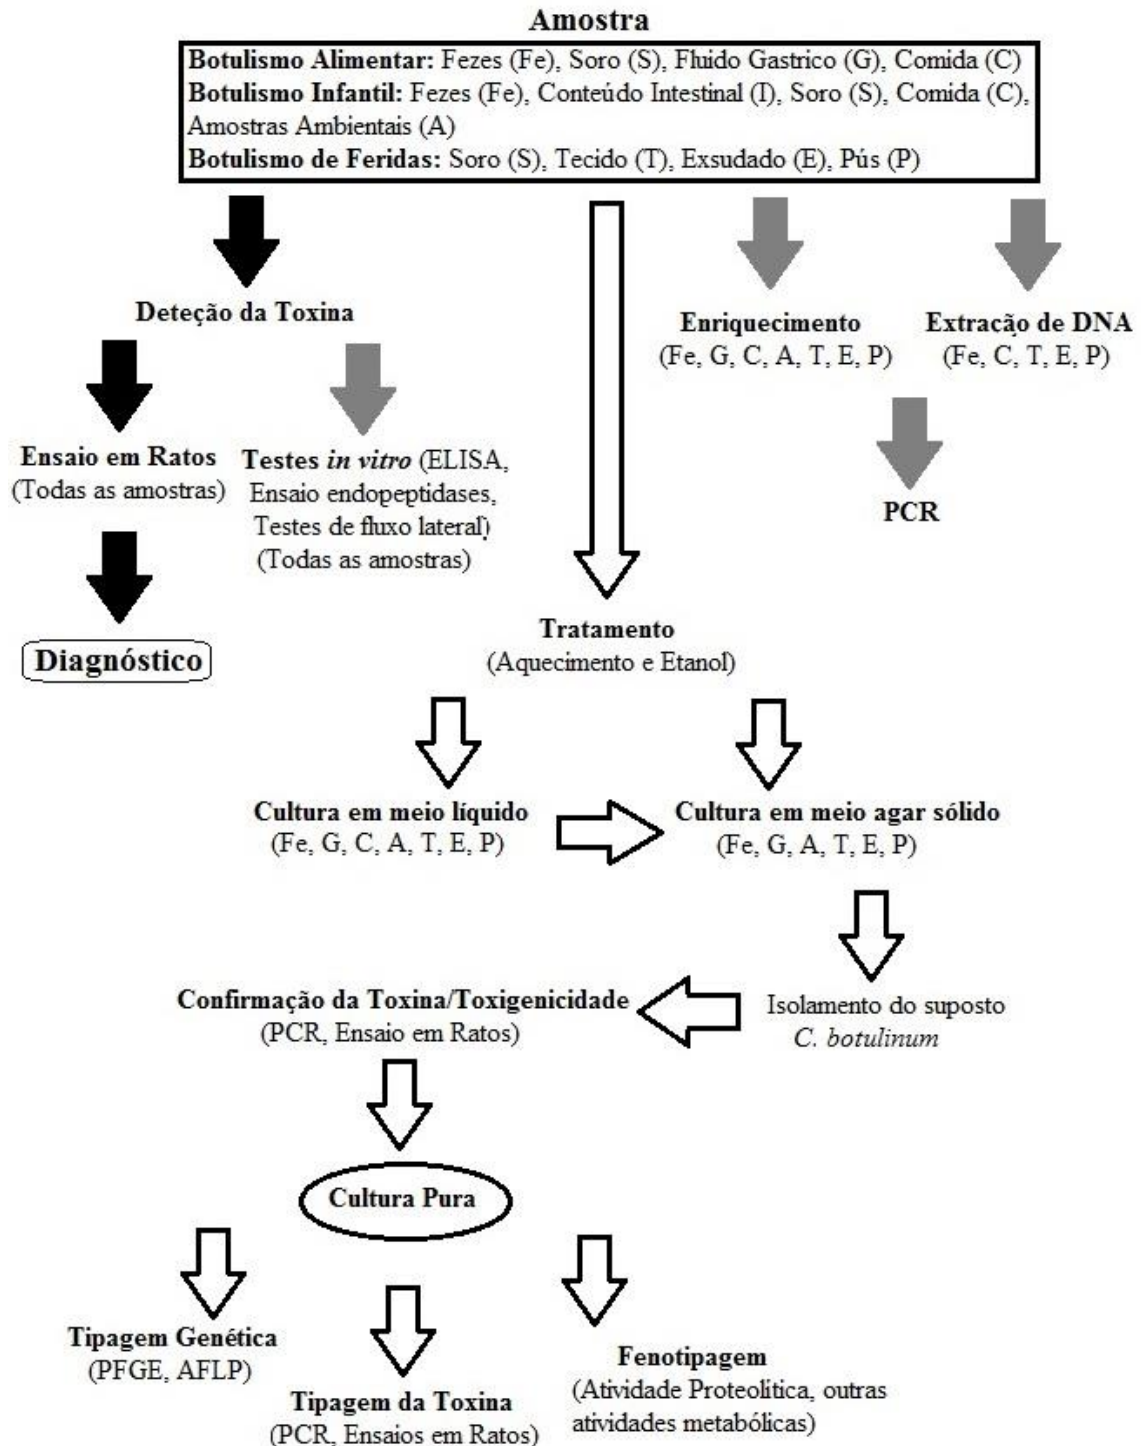 Amostra
Botulismo Alimentar: Fezes (Fe), Soro (S), Fluido Gastrico (G), Comida (C)
Botulismo Infantil: Fezes (Fe), Conteúdo Intestinal (I), Soro (S), Comida (C),
Amostras Ambientais (A)
Botulismo de Feridas: Soro (S), Tecido (T), Exsudado (E), Pús (P)
Deteção da Toxina
Enriquecimento
(Fe, G, C, A, T, E, P)
Extração de DNA
(Fe, C, T, E, P)
Ensaio em Ratos
(Todas as amostras)
Testes in vitro (ELISA,
Ensaio endopeptidases,
Testes de fluxo lateral)
(Todas as amostras)
PCR
Diagnóstico
Tratamento
(Aquecimento e Etanol)
Cultura em meio líquido
(Fe, G, C, A, T, E, P)
Cultura em meio agar sólido
(Fe, G, A, T, E, P)
Isolamento do suposto
C. botulinum
Confirmação da Toxina/Toxigenicidade
(PCR, Ensaio em Ratos)
Cultura Pura
Tipagem Genética
(PFGE, AFLP)
Tipagem da Toxina
(PCR, Ensaios em Ratos)
Fenotipagem
(Atividade Proteolítica, outras
atividades metabólicas)